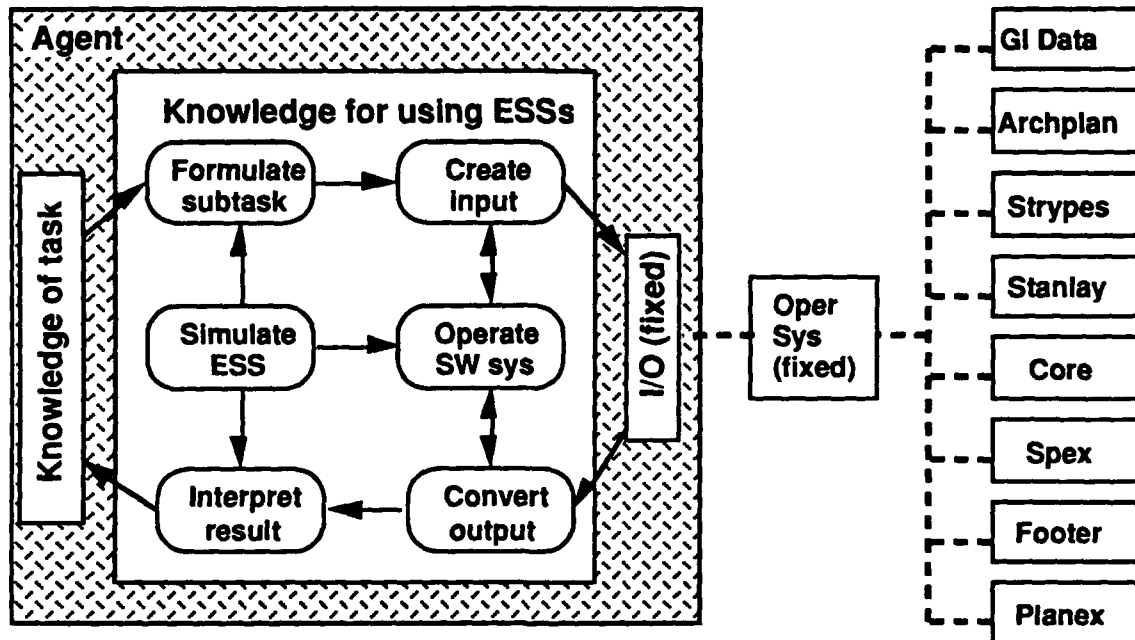 Agent
Knowledge for using ESSs
Knowledge of task
Formulate
subtask
Create
input
Simulate
ESS
Operate
SW sys
Interpret
result
Convert
output
I/O (fixed)
Oper
Sys
(fixed)
GI Data
Archplan
Strypes
Stanlay
Core
Spex
Footer
Planex